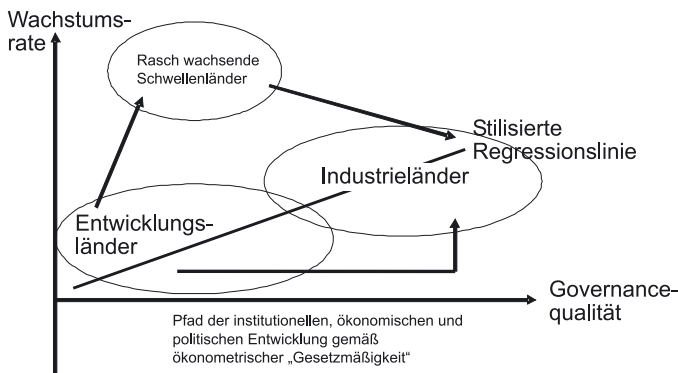 Wachstums-
rate
Rasch wachsende
Schwellenländer
Stilisierte
Regressionslinie
Industrieländer
Entwicklungs-
länder
Governance-
qualität
Pfad der institutionellen, ökonomischen und
politischen Entwicklung gemäß
ökonometrischer „Gesetzmäßigkeit“